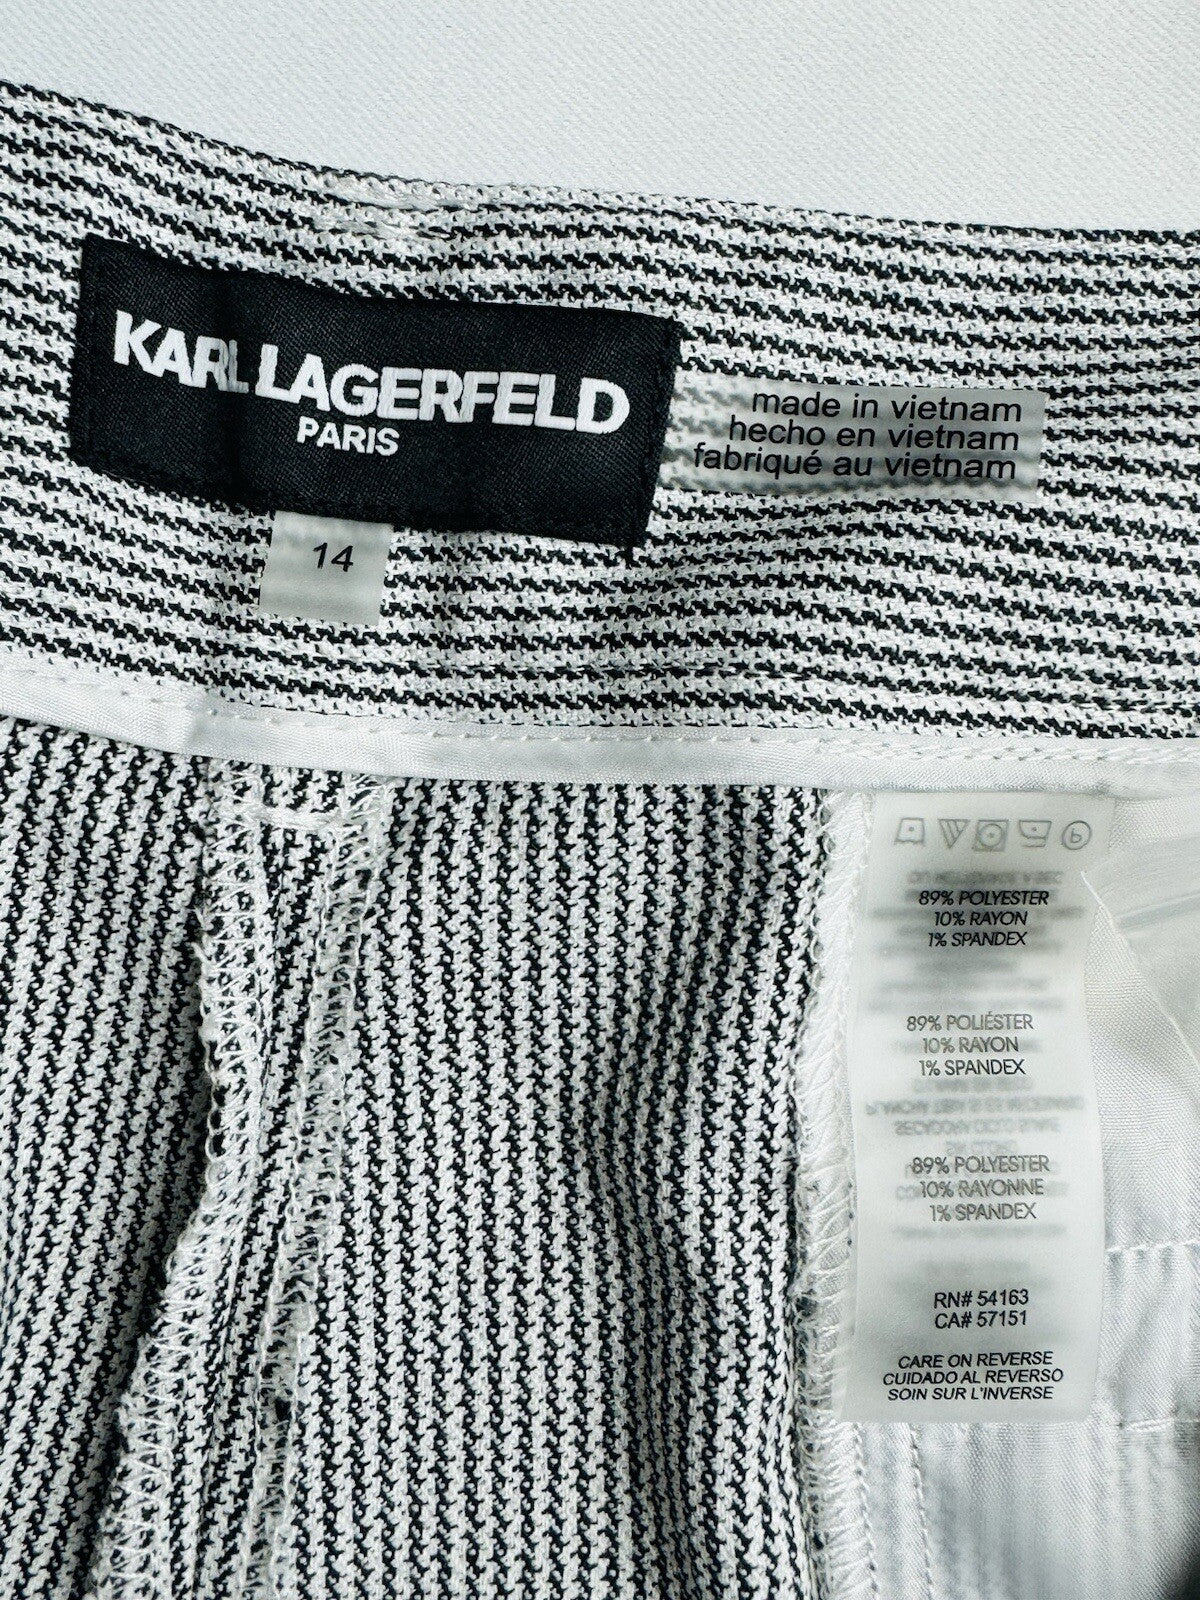 KARL LAGERFELD
PARIS
14
made in vietnam
hecho en vietnam
fabriqué au vietnam
89% POLYESTER
10% RAYON
1% SPANDEX
89% POLIÉSTER
10% RAYON
1% SPANDEX
89% POLYESTER
10% RAYONNE
1% SPANDEX
RN# 54163
CA# 57151
CARE ON REVERSE
CUIDADO AL REVERSO
SOIN SUR L'INVERSE